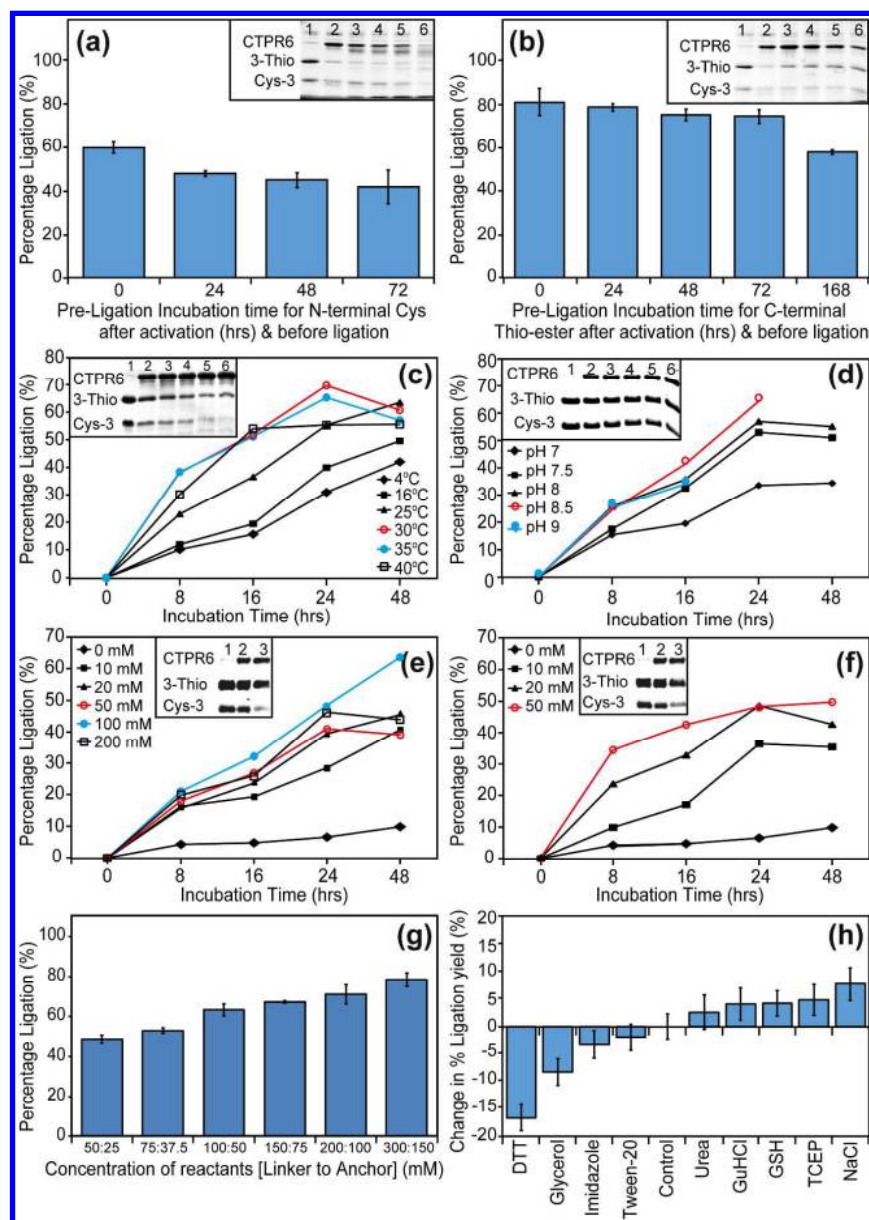 (a)
1 2 3 4 5 6
CTPR6
3-Thio
Cys-3
Percentage Ligation (%)
100
80
60
40
20
0
0 24 48 72
Pre-Ligation Incubation time for N-terminal Cys
after activation (hrs) & before ligation
(b)
1 2 3 4 5 6
CTPR6
3-Thio
Cys-3
Percentage Ligation (%)
100
80
60
40
20
0
0 24 48 72 168
Pre-Ligation Incubation time for C-terminal
Thio-ester after activation (hrs) & before ligation
(c)
1 2 3 4 5 6
CTPR6
3-Thio
Cys-3
Percentage Ligation (%)
80
70
60
50
40
30
20
10
0
4ºC
16ºC
25ºC
30ºC
35ºC
40ºC
0 8 16 24 48
Incubation Time (hrs)
(d)
1 2 3 4 5 6
CTPR6
3-Thio
Cys-3
Percentage Ligation (%)
80
70
60
50
40
30
20
10
0
pH 7
pH 7.5
pH 8
pH 8.5
pH 9
0 8 16 24 48
Incubation Time (hrs)
(e)
0 mM
10 mM
20 mM
50 mM
100 mM
200 mM
1 2 3
CTPR6
3-Thio
Cys-3
Percentage Ligation (%)
70
60
50
40
30
20
10
0
0 8 16 24 48
Incubation Time (hrs)
(f)
0 mM
10 mM
20 mM
50 mM
1 2 3
CTPR6
3-Thio
Cys-3
Percentage Ligation (%)
70
60
50
40
30
20
10
0
0 8 16 24 48
Incubation Time (hrs)
(g)
Percentage Ligation (%)
100
80
60
40
20
0
50:25 75:37.5 100:50 150:75 200:100 300:150
Concentration of reactants [Linker to Anchor] (mM)
(h)
Change in % Ligation yield (%)
20
15
10
5
0
-5
-10
-15
-20
DTT
Glycerol
Imidazole
Tween-20
Control
Urea
GuHCl
GSH
TCEP
NaCl